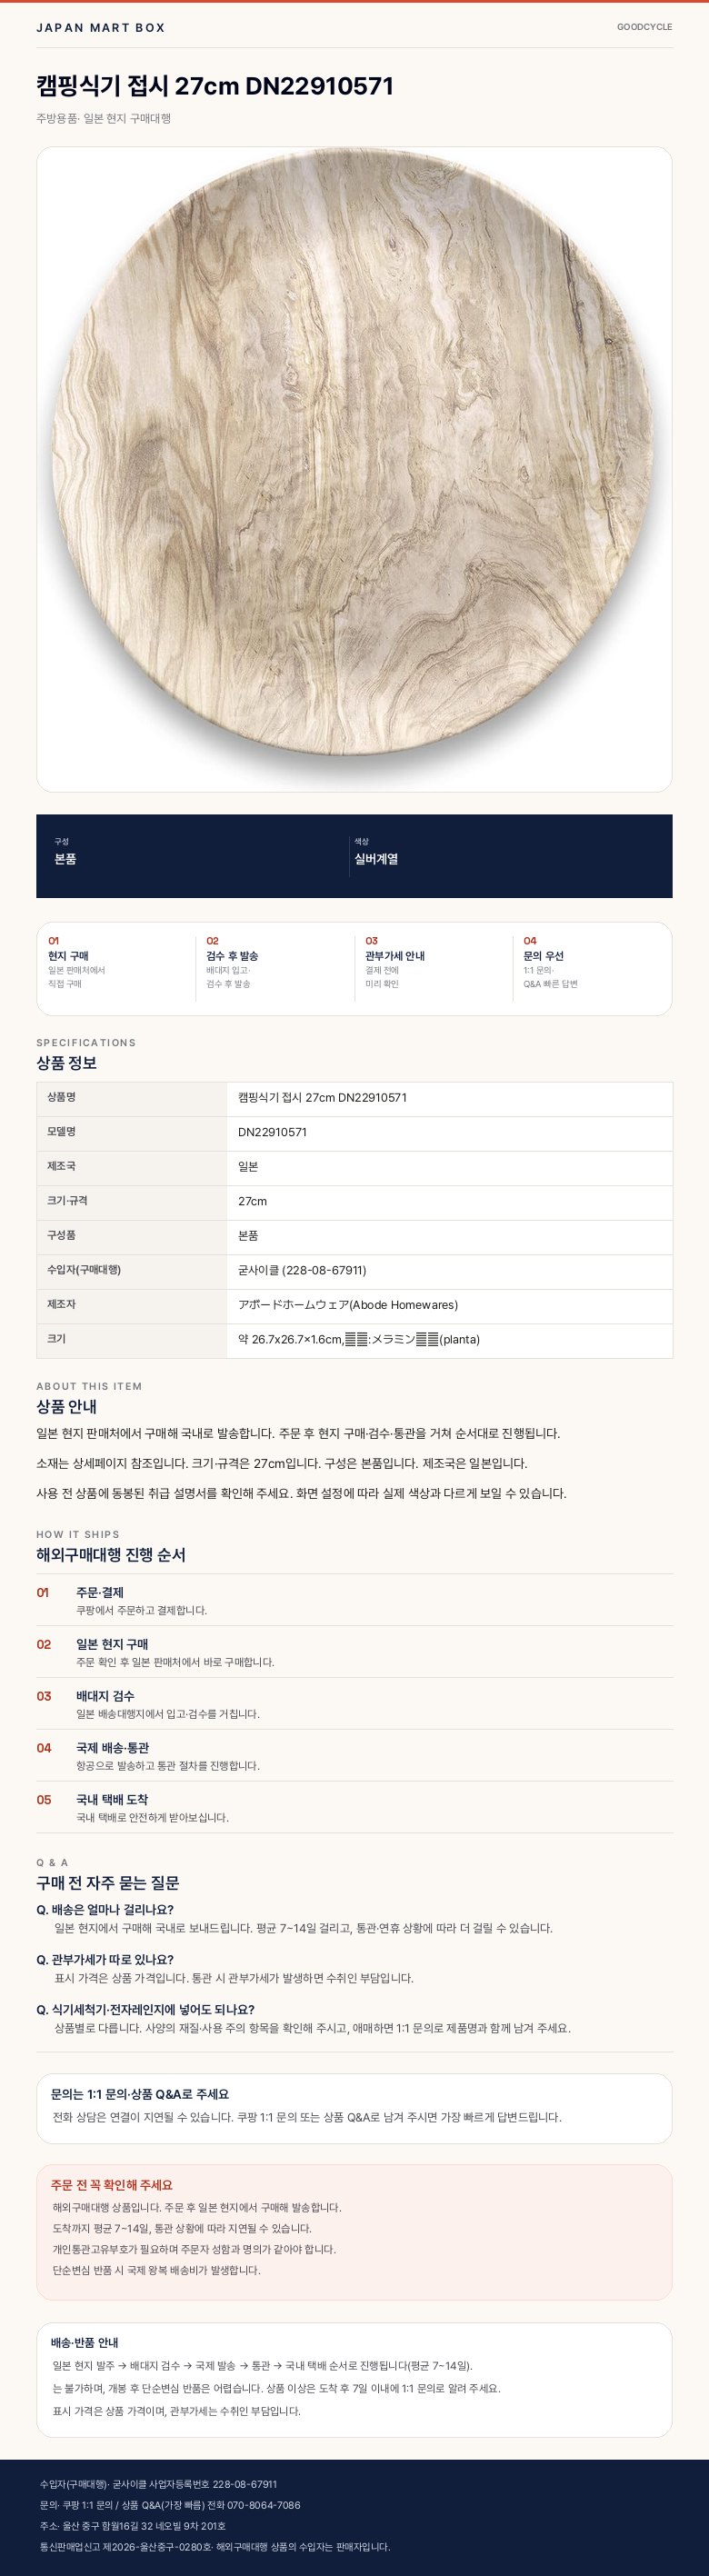 JAPAN MART BOX
GOODCYCLE
캠핑식기 접시 27cm DN22910571
주방용품· 일본 현지 구매대행
구성
본품
색상
실버계열
01
현지 구매
일본 판매처에서
직접 구매
02
검수 후 발송
배대지 입고·
검수 후 발송
03
관부가세 안내
결제 전에
미리 확인
04
문의 우선
1:1 문의·
Q&A 빠른 답변
SPECIFICATIONS
상품 정보
상품명 캠핑식기 접시 27cm DN22910571
모델명 DN22910571
제조국 일본
크기·규격 27cm
구성품 본품
수입자(구매대행) 굳사이클 (228-08-67911)
제조자 アボードホームウェア(Abode Homewares)
크기 약 26.7x26.7×1.6cm,:メラミン(planta)
ABOUT THIS ITEM
상품 안내
일본 현지 판매처에서 구매해 국내로 발송합니다. 주문 후 현지 구매·검수·통관을 거쳐 순서대로 진행됩니다.
소재는 상세페이지 참조입니다. 크기·규격은 27cm입니다. 구성은 본품입니다. 제조국은 일본입니다.
사용 전 상품에 동봉된 취급 설명서를 확인해 주세요. 화면 설정에 따라 실제 색상과 다르게 보일 수 있습니다.
HOW IT SHIPS
해외구매대행 진행 순서
01 주문·결제
쿠팡에서 주문하고 결제합니다.
02 일본 현지 구매
주문 확인 후 일본 판매처에서 바로 구매합니다.
03 배대지 검수
일본 배송대행지에서 입고·검수를 거칩니다.
04 국제 배송·통관
항공으로 발송하고 통관 절차를 진행합니다.
05 국내 택배 도착
국내 택배로 안전하게 받아보십니다.
Q & A
구매 전 자주 묻는 질문
Q. 배송은 얼마나 걸리나요?
일본 현지에서 구매해 국내로 보내드립니다. 평균 7~14일 걸리고, 통관·연휴 상황에 따라 더 걸릴 수 있습니다.
Q. 관부가세가 따로 있나요?
표시 가격은 상품 가격입니다. 통관 시 관부가세가 발생하면 수취인 부담입니다.
Q. 식기세척기·전자레인지에 넣어도 되나요?
상품별로 다릅니다. 사양의 재질·사용 주의 항목을 확인해 주시고, 애매하면 1:1 문의로 제품명과 함께 남겨 주세요.
문의는 1:1 문의·상품 Q&A로 주세요
전화 상담은 연결이 지연될 수 있습니다. 쿠팡 1:1 문의 또는 상품 Q&A로 남겨 주시면 가장 빠르게 답변드립니다.
주문 전 꼭 확인해 주세요
해외구매대행 상품입니다. 주문 후 일본 현지에서 구매해 발송합니다.
도착까지 평균 7~14일, 통관 상황에 따라 지연될 수 있습니다.
개인통관고유부호가 필요하며 주문자 성함과 명의가 같아야 합니다.
단순변심 반품 시 국제 왕복 배송비가 발생합니다.
배송·반품 안내
일본 현지 발주 → 배대지 검수 → 국제 발송 → 통관 → 국내 택배 순서로 진행됩니다(평균 7~14일).
는 불가하며, 개봉 후 단순변심 반품은 어렵습니다. 상품 이상은 도착 후 7일 이내에 1:1 문의로 알려 주세요.
표시 가격은 상품 가격이며, 관부가세는 수취인 부담입니다.
수입자(구매대행)· 굳사이클 사업자등록번호 228-08-67911
문의· 쿠팡 1:1 문의 / 상품 Q&A(가장 빠름) 전화 070-8064-7086
주소· 울산 중구 함월16길 32 네오빌 9차 201호
통신판매업신고 제2026-울산중구-0280호· 해외구매대행 상품의 수입자는 판매자입니다.